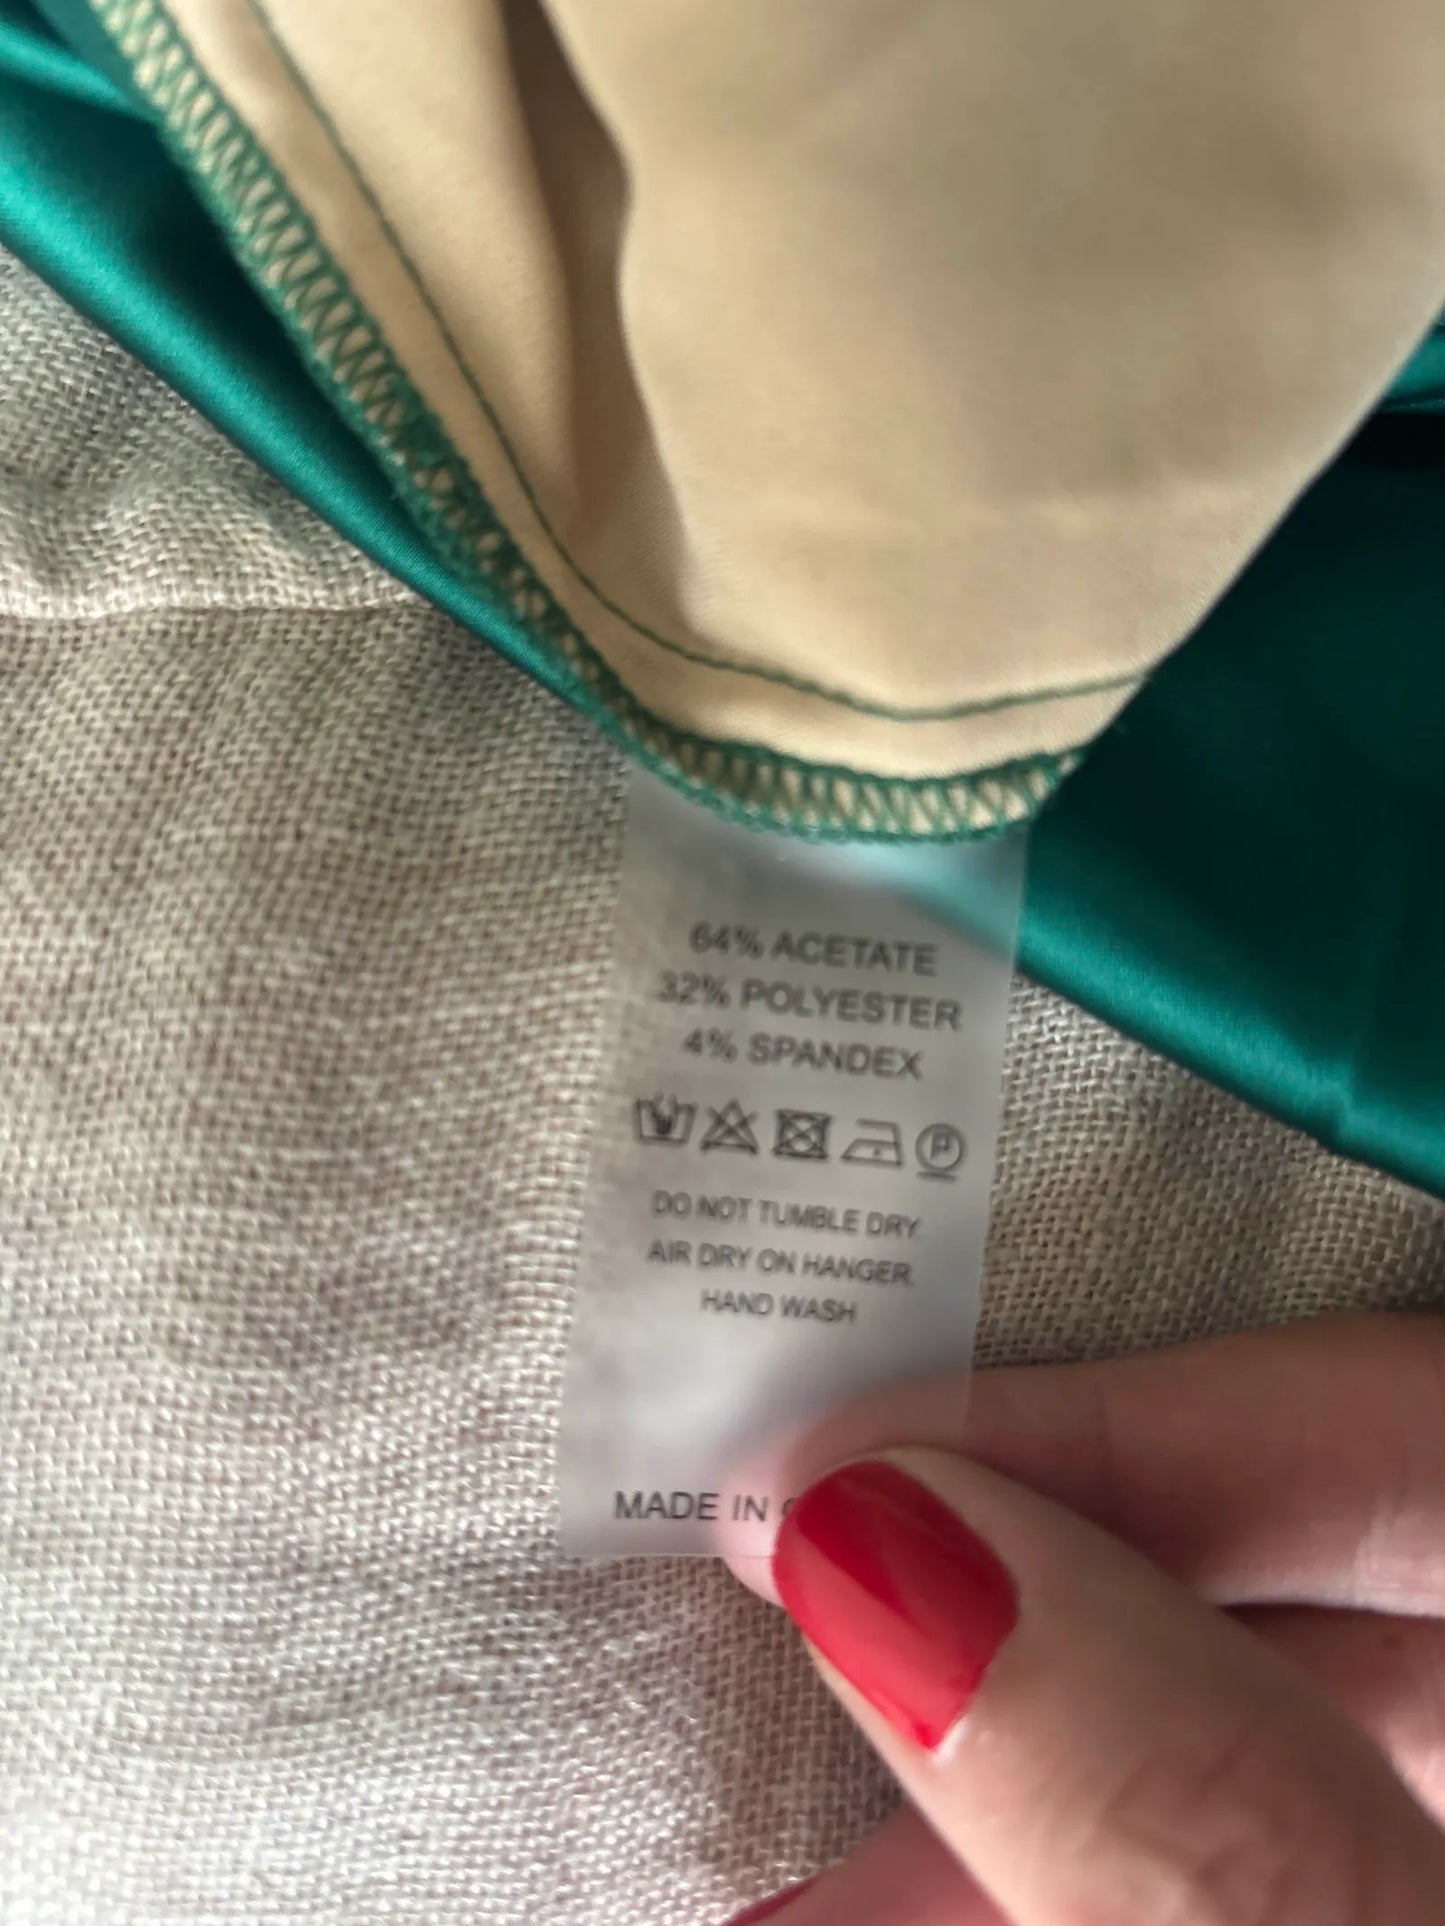 64% ACETATE
32% POLYESTER
4% SPANDEX
P
DO NOT TUMBLE DRY.
AIR DRY ON HANGER.
HAND WASH
MADE IN